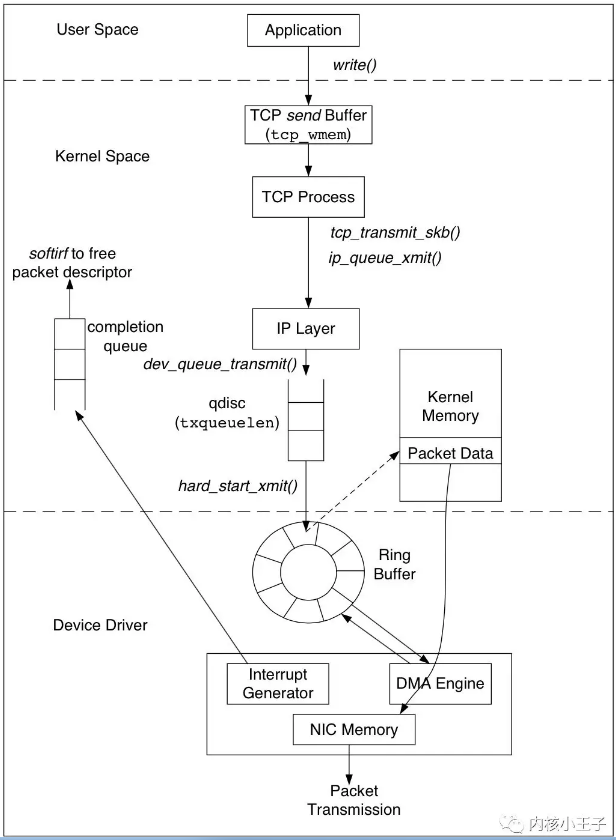 User Space
Application
write()
TCP send Buffer
(tcp_wmem)
Kernel Space
TCP Process
tcp_transmit_skb()
ip_queue_xmit()
softirf to free
packet descriptor
completion
queue
IP Layer
dev_queue_transmit()
qdisc
(txqueuelen)
Kernel
Memory
Packet Data
hard_start_xmit()
Ring
Buffer
Device Driver
Interrupt
Generator
DMA Engine
NIC Memory
Packet
Transmission
内核小王子